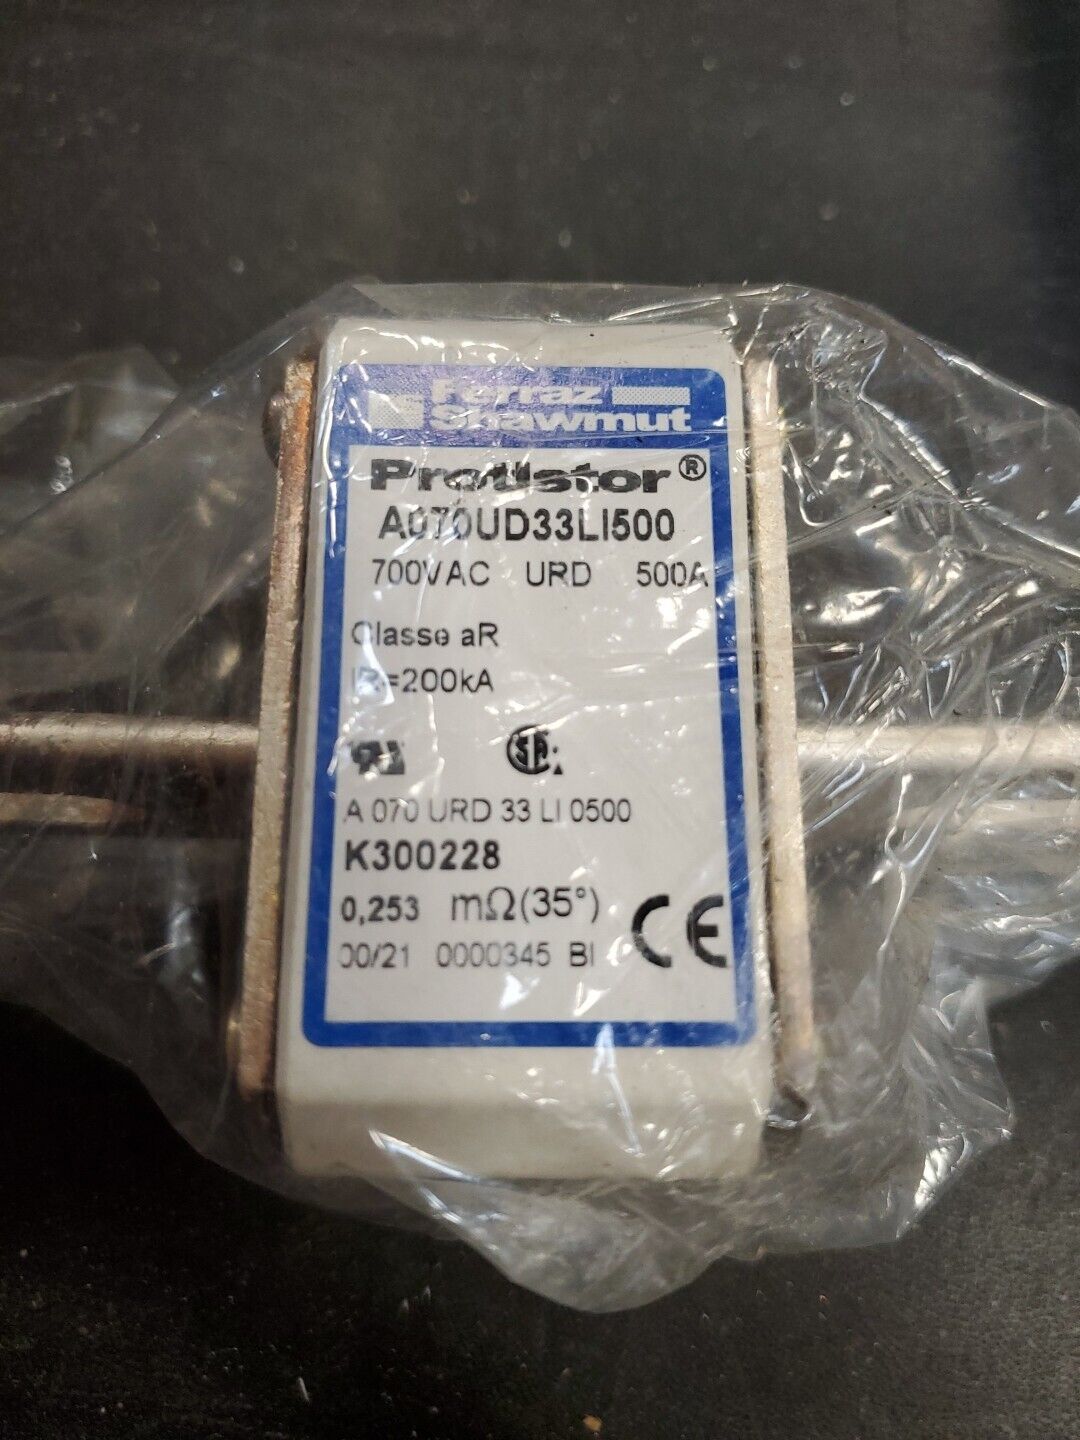 Ferraz
Shawmut
Protistor®
A070UD33LI500
700VAC URD 500A
Classe aR
IR=200kA
A 070 URD 33 LI 0500
K300228
0,253 mΩ(35°)
00/21 0000345 BI CE